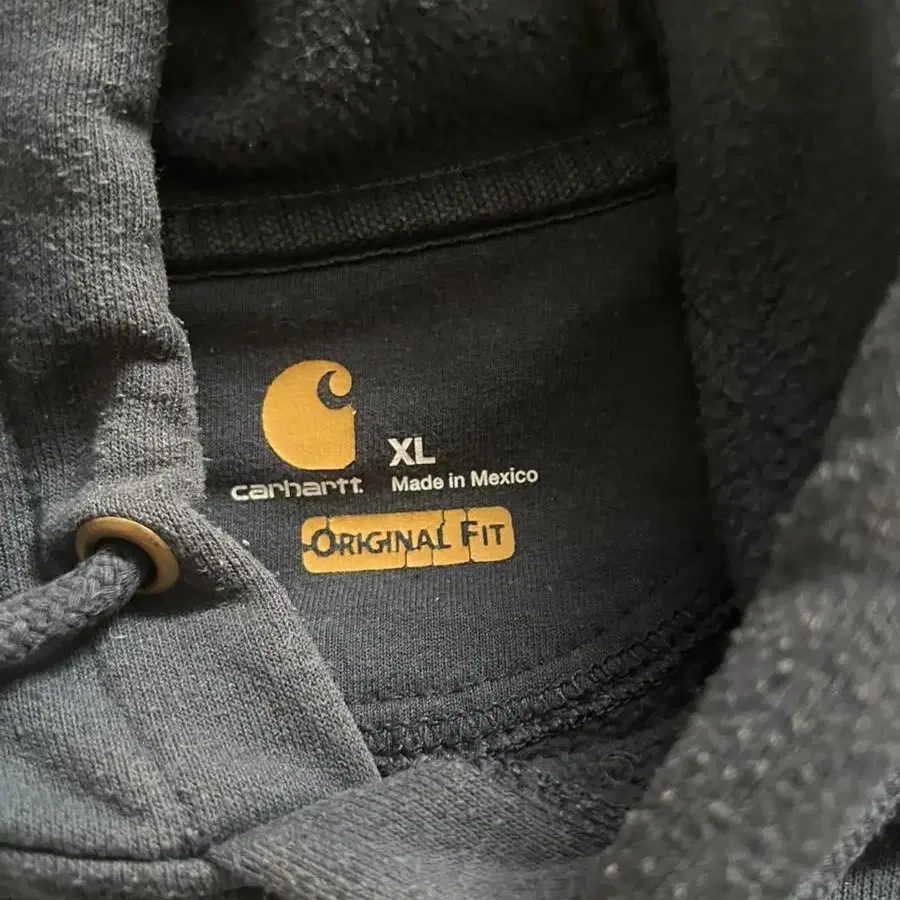 XL
carhartt.
Made in Mexico
ORIGINAL FIT